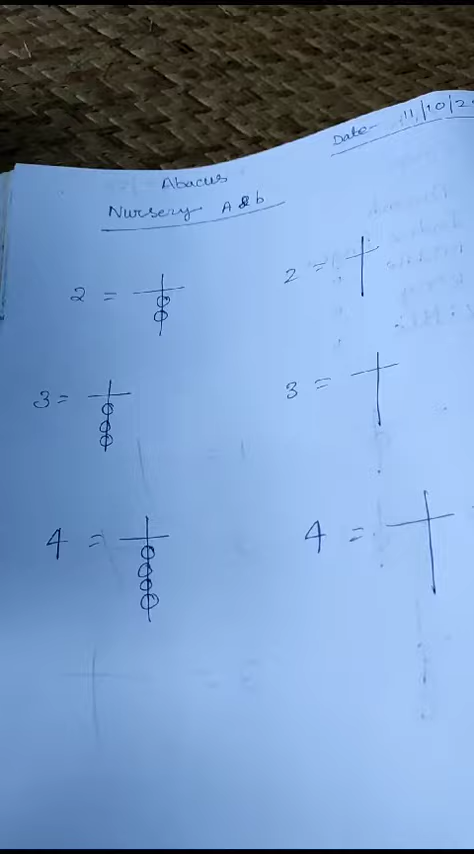 Date- 11/10/2
Abacus
Nursery A & b
2 = 2 =
3 = 3 =
4 = 4 =